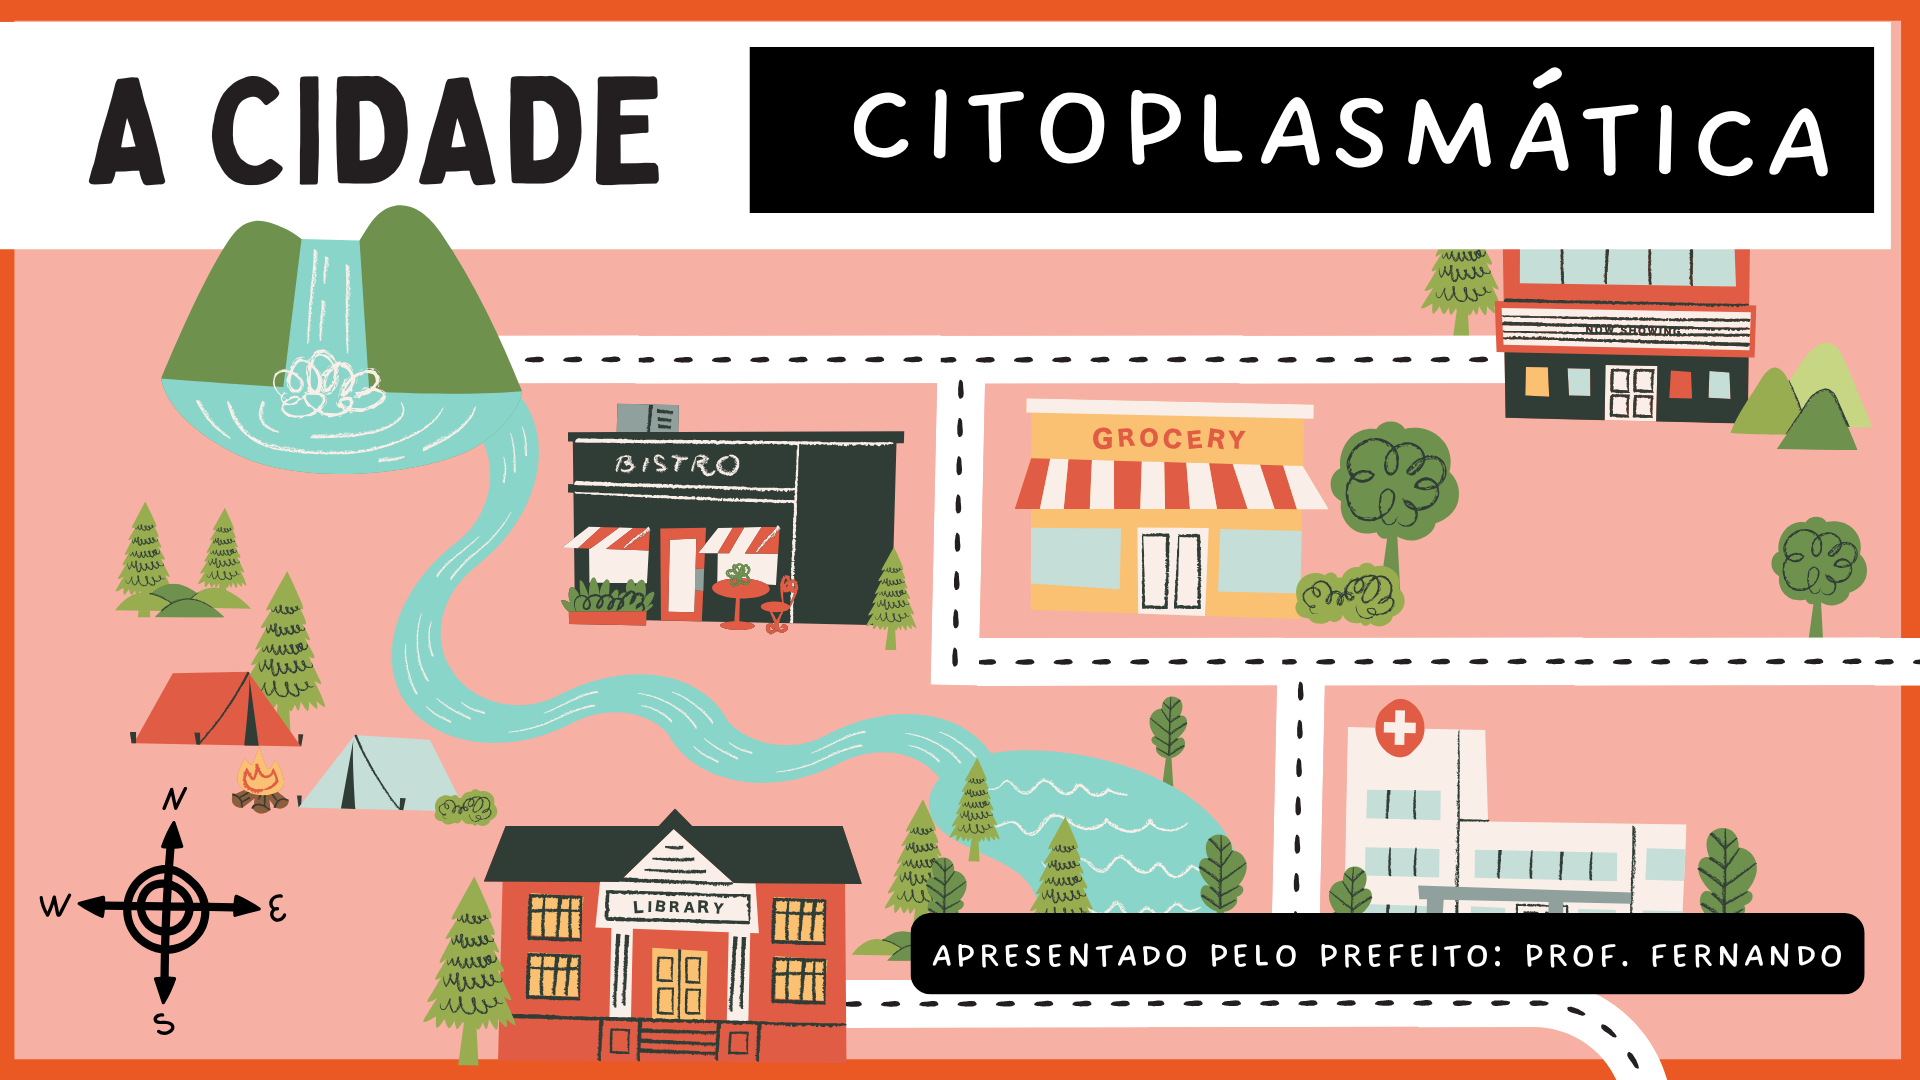 A CIDADE
CITOPLASMÁTICA
NOW SHOWING
BISTRO
GROCERY
N
W
E
S
LIBRARY
APRESENTADO PELO PREFEITO: PROF. FERNANDO